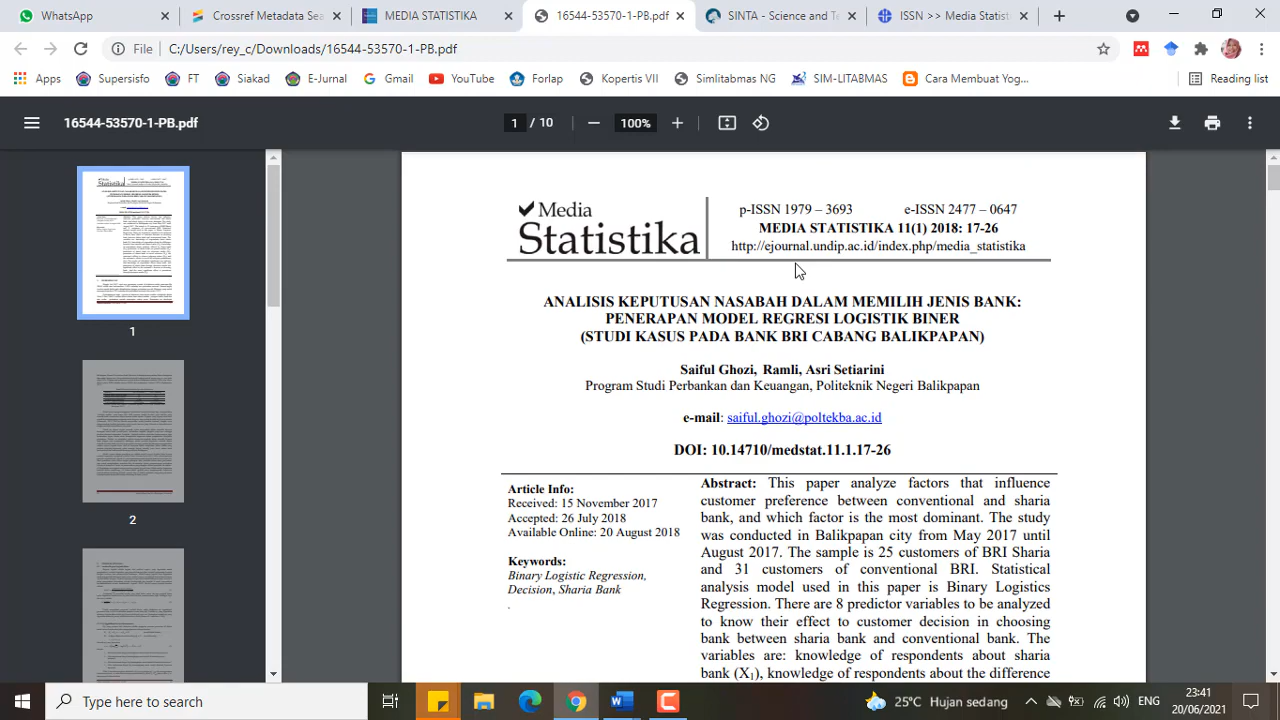 WhatsApp
Crossref Metadata Sea
MEDIA STATISTIKA
16544-53570-1-PB.pdf
SINTA - Science and Te
ISSN >> Media Statist
File
C:/Users/rey_c/Downloads/16544-53570-1-PB.pdf
Apps
Supersisfo
FT
Siakad
E-Jurnal
Gmail
YouTube
Forlap
Kopertis VII
Simlitabmas NG
SIM-LITABMAS
Cara Membuat Yog...
Reading list
16544-53570-1-PB.pdf
1 / 10
100%
1
2
Media
Statistika
p-ISSN 1979 – 3693 e-ISSN 2477 – 0647
MEDIA STATISTIKA 11(1) 2018: 17-26
http://ejournal.undip.ac.id/index.php/media_statistika
ANALISIS KEPUTUSAN NASABAH DALAM MEMILIH JENIS BANK:
PENERAPAN MODEL REGRESI LOGISTIK BINER
(STUDI KASUS PADA BANK BRI CABANG BALIKPAPAN)
Saiful Ghozi, Ramli, Asri Setiarini
Program Studi Perbankan dan Keuangan, Politeknik Negeri Balikpapan
e-mail: saiful.ghozi@poltekba.ac.id
DOI: 10.14710/medstat.11.1.17-26
Article Info:
Received: 15 November 2017
Accepted: 26 July 2018
Available Online: 20 August 2018
Keywords:
Binary Logistic Regression,
Decision, Sharia Bank
.
Abstract: This paper analyze factors that influence
customer preference between conventional and sharia
bank, and which factor is the most dominant. The study
was conducted in Balikpapan city from May 2017 until
August 2017. The sample is 25 customers of BRI Sharia
and 31 customers of conventional BRI. Statistical
analysis model used in this paper is Binary Logistics
Regression. There are 8 predictor variables to be analyzed
to know their effect to customer decision in choosing
bank between sharia bank and conventional bank. The
variables are: knowledge of respondents about sharia
bank (X₁), knowledge of respondents about the difference
Type here to search
25°C Hujan sedang
ENG
23:41
20/06/2021